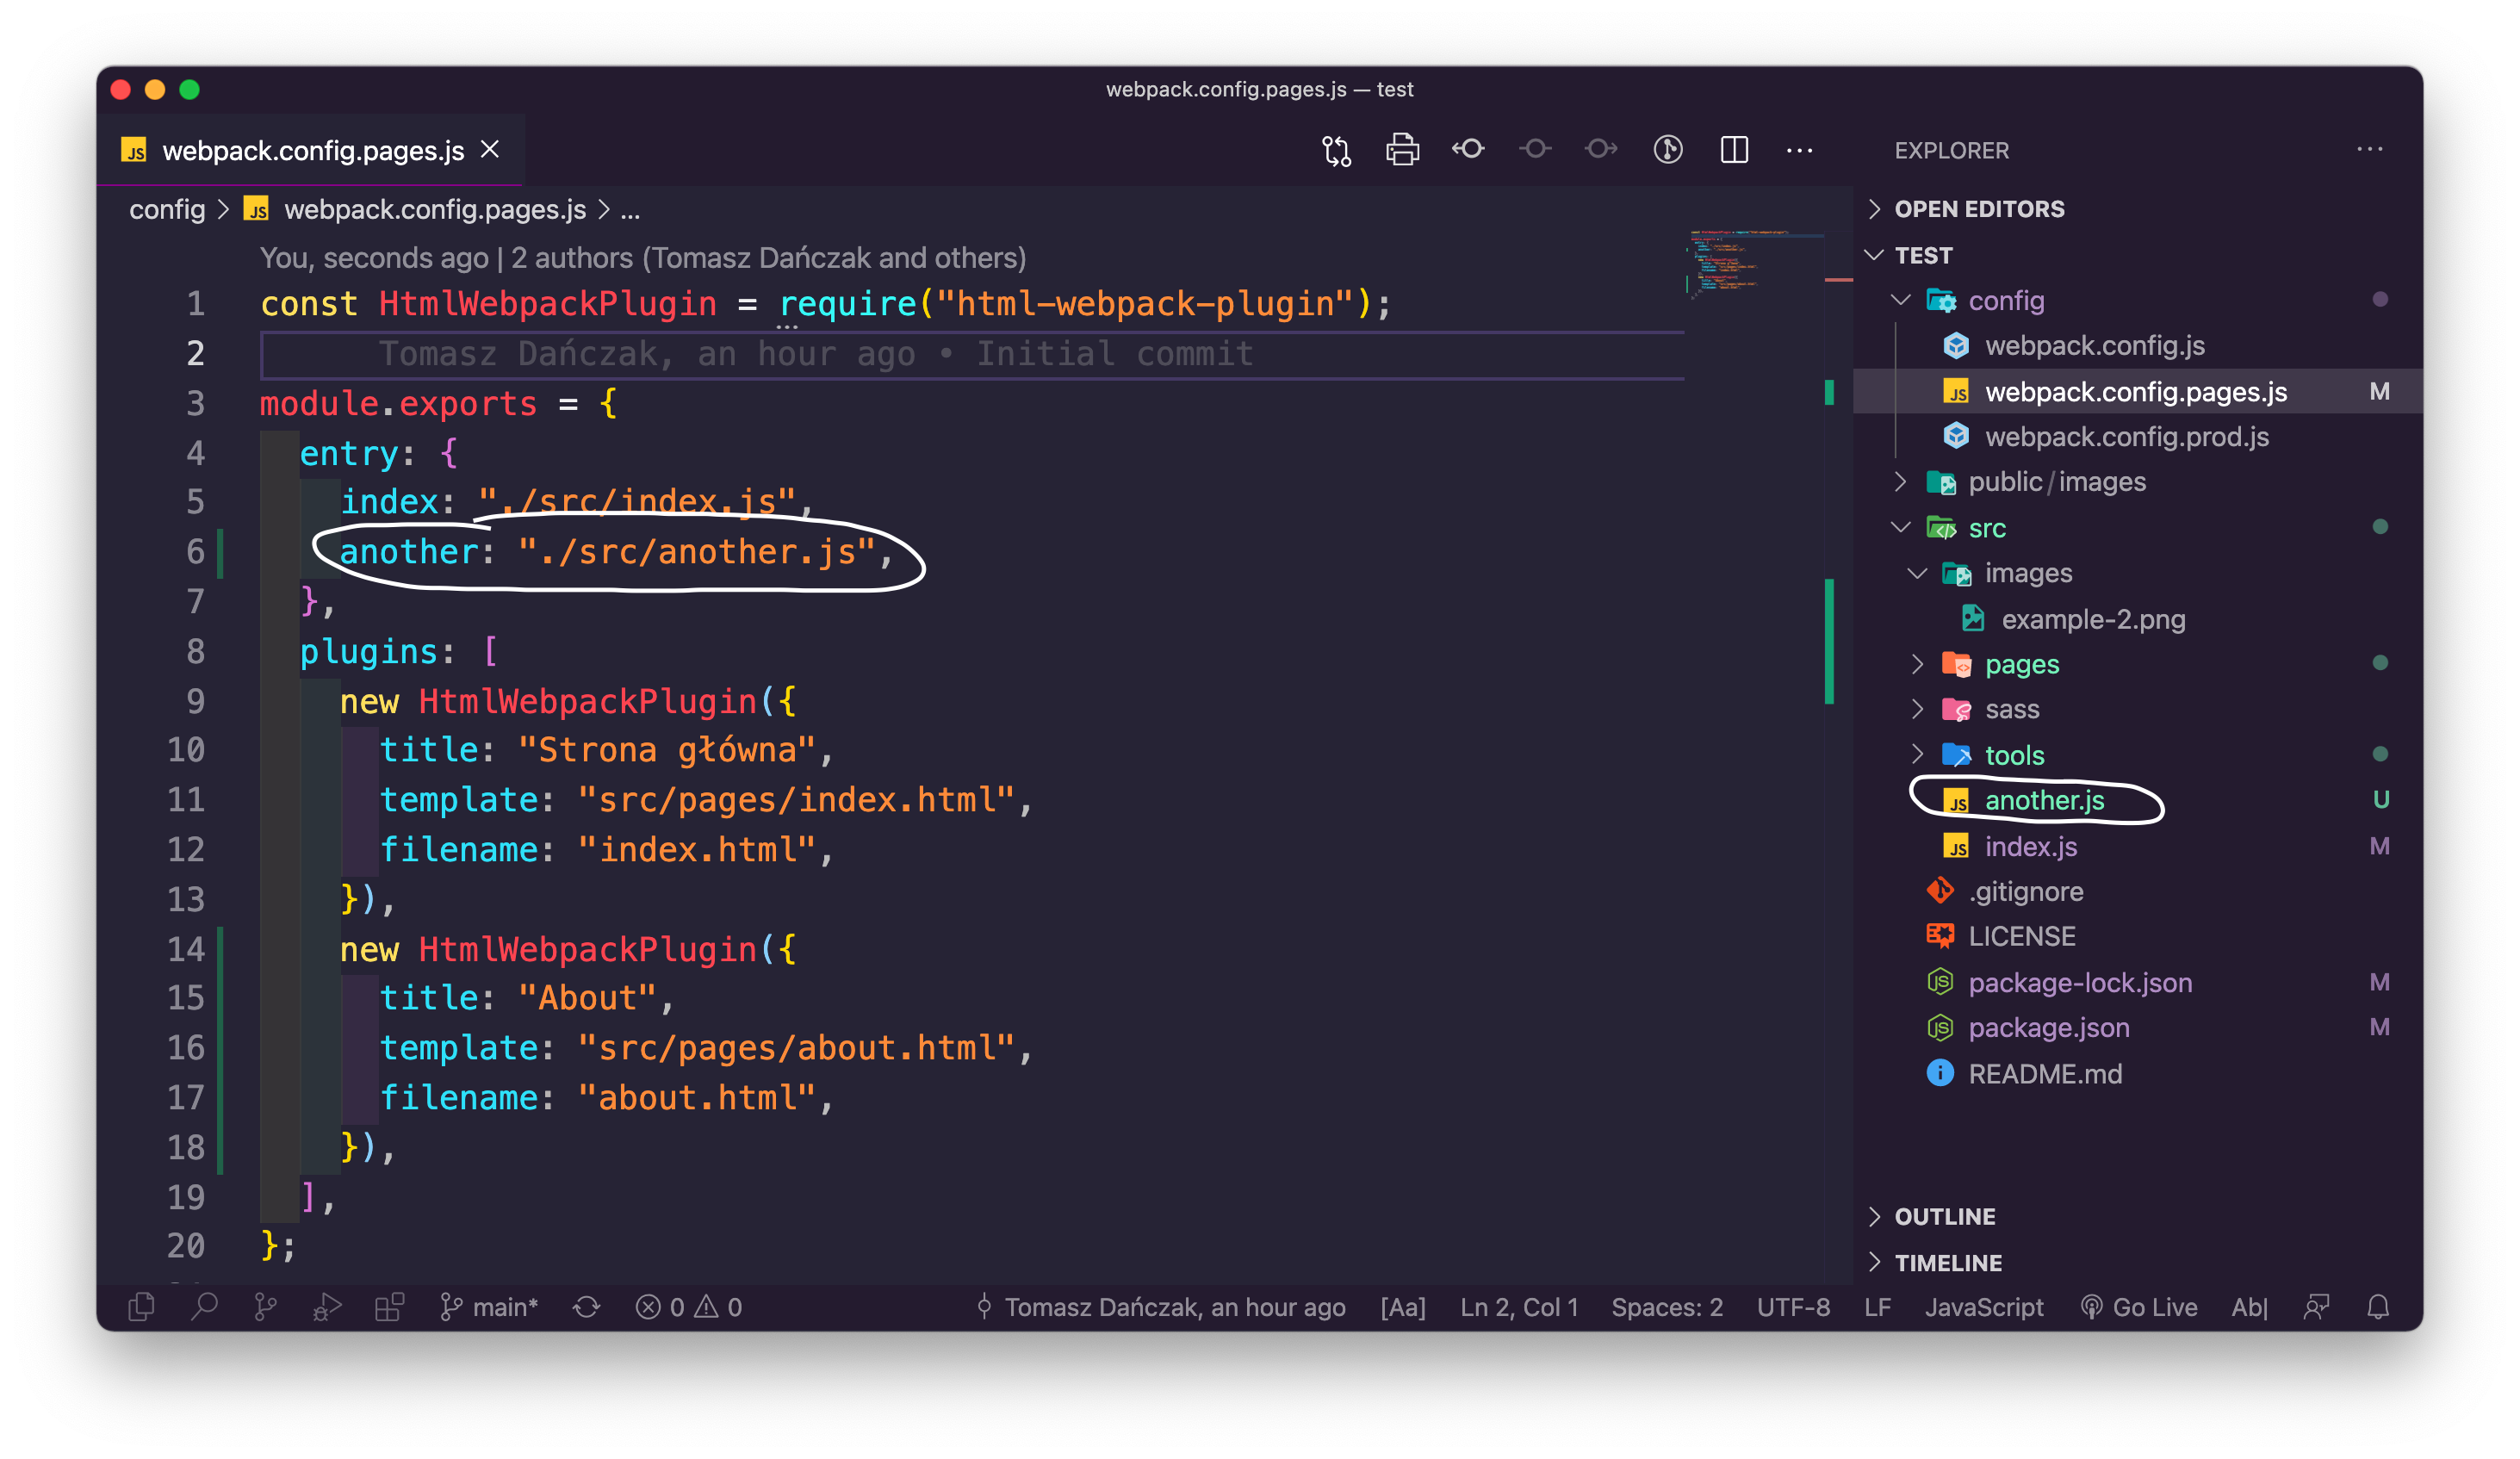 webpack.config.pages.js — test
JS webpack.config.pages.js
config > JS webpack.config.pages.js > ...
You, seconds ago | 2 authors (Tomasz Dańczak and others)
1 const HtmlWebpackPlugin = require("html-webpack-plugin");
2 Tomasz Dańczak, an hour ago • Initial commit
3 module.exports = {
4 entry: {
5 index: "./src/index.js",
6 another: "./src/another.js",
7 },
8 plugins: [
9 new HtmlWebpackPlugin({
10 title: "Strona główna",
11 template: "src/pages/index.html",
12 filename: "index.html",
13 }),
14 new HtmlWebpackPlugin({
15 title: "About",
16 template: "src/pages/about.html",
17 filename: "about.html",
18 }),
19 ],
20 };
EXPLORER
OPEN EDITORS
TEST
config
webpack.config.js
JS webpack.config.pages.js M
webpack.config.prod.js
public/images
src
images
example-2.png
pages
sass
tools
JS another.js U
JS index.js M
.gitignore
LICENSE
package-lock.json M
package.json M
README.md
OUTLINE
TIMELINE
main* 0 0 Tomasz Dańczak, an hour ago [Aa] Ln 2, Col 1 Spaces: 2 UTF-8 LF JavaScript Go Live Ab|